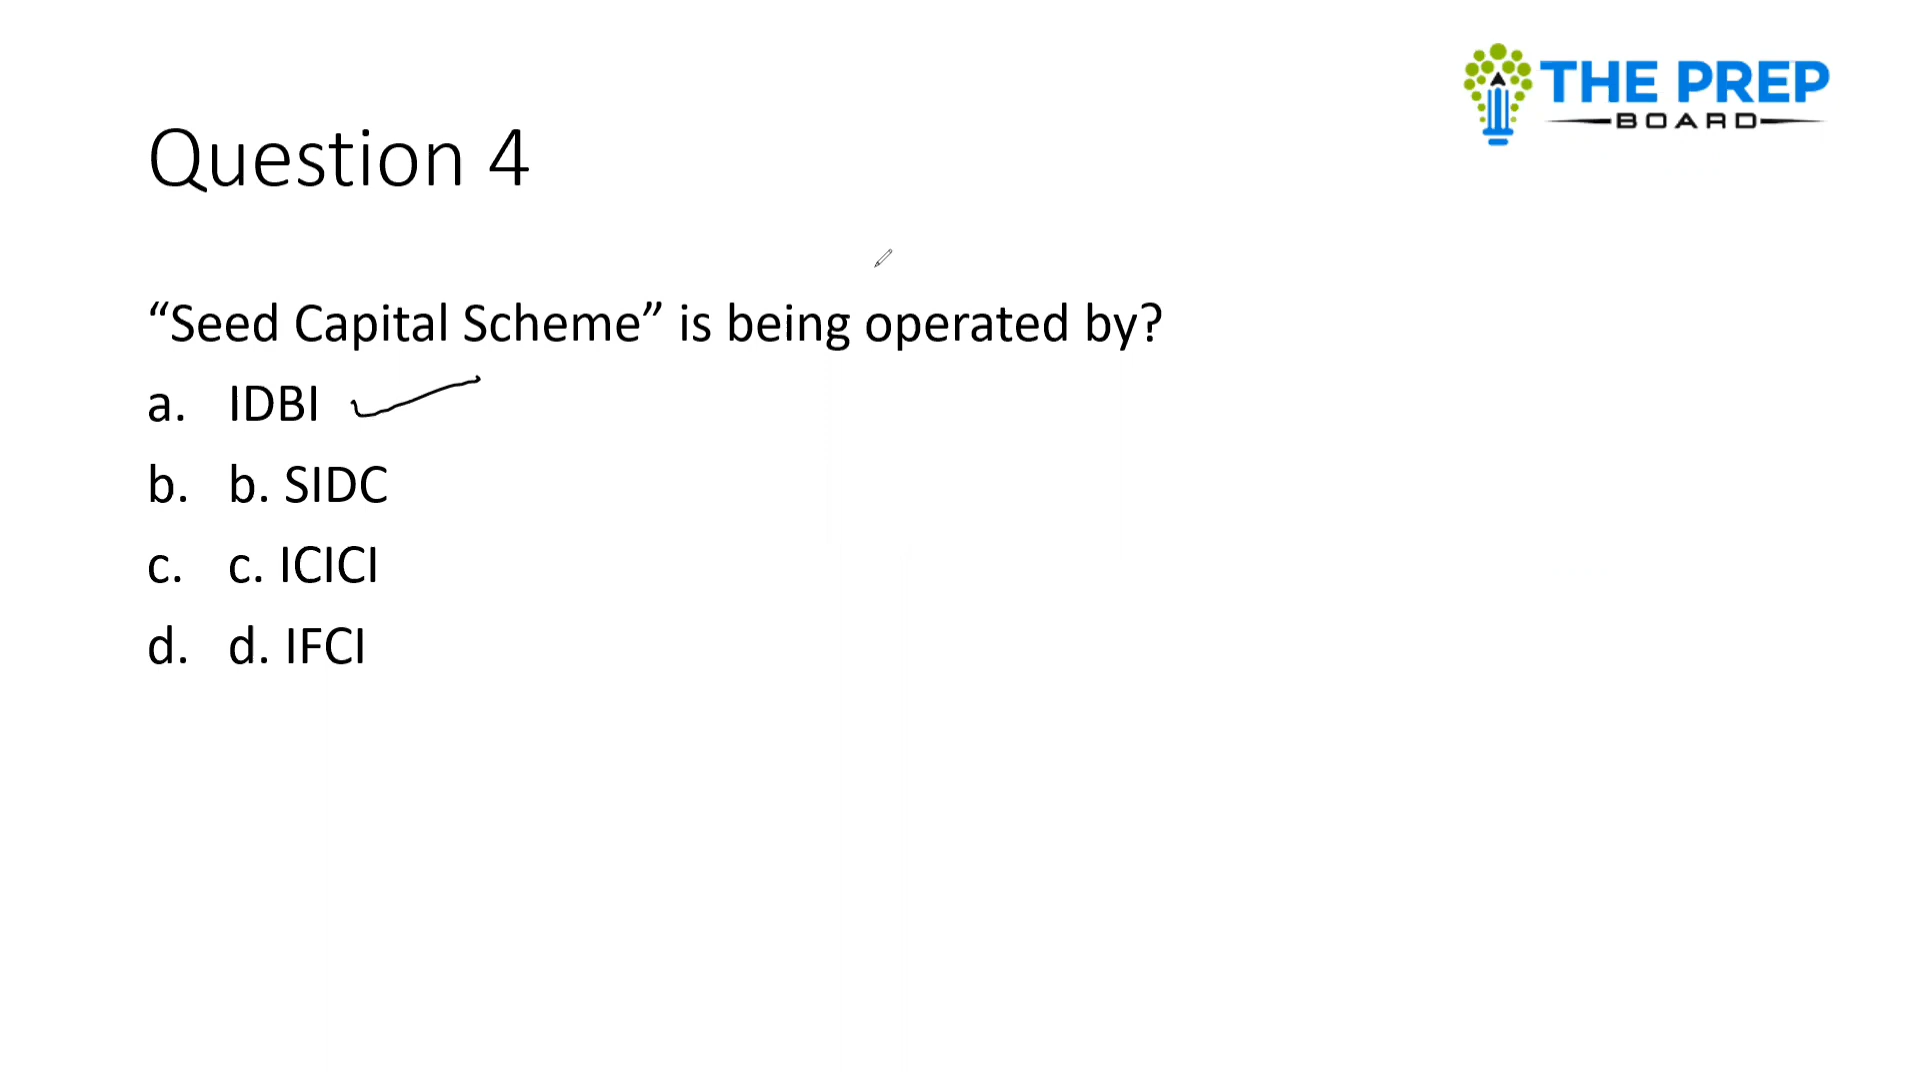 THE PREP
BOARD
Question 4
“Seed Capital Scheme” is being operated by?
a. IDBI
b. b. SIDC
c. c. ICICI
d. d. IFCI